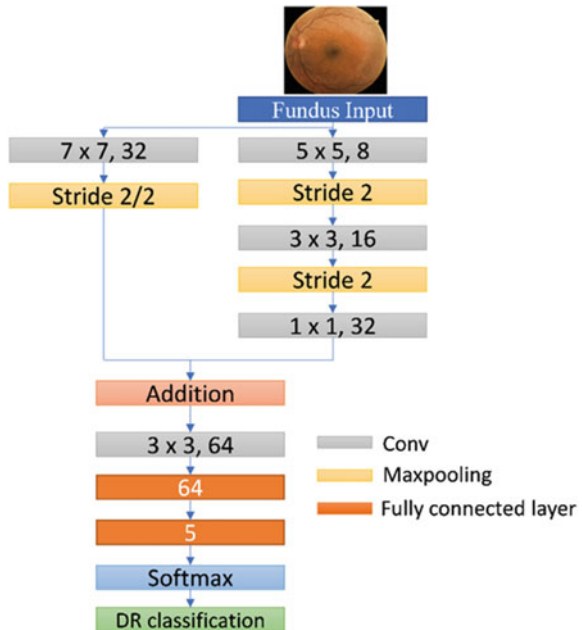 Fundus Input
7 x 7, 32
5 x 5, 8
Stride 2/2
Stride 2
3 x 3, 16
Stride 2
1 x 1, 32
Addition
3 x 3, 64
64
5
Softmax
DR classification
Conv
Maxpooling
Fully connected layer